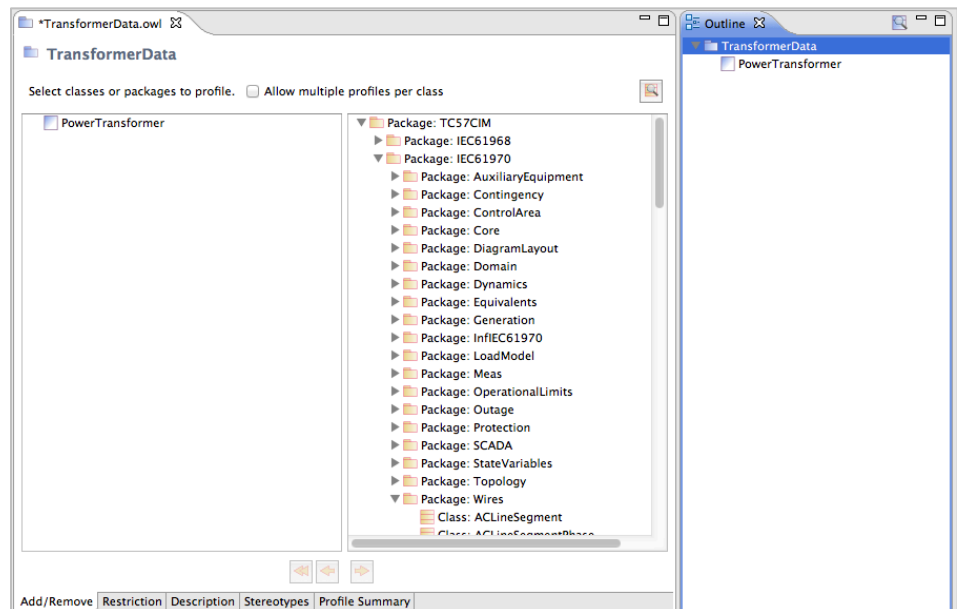 *TransformerData.owl
TransformerData
Select classes or packages to profile.
Allow multiple profiles per class
PowerTransformer
Package: TC57CIM
Package: IEC61968
Package: IEC61970
Package: AuxiliaryEquipment
Package: Contingency
Package: ControlArea
Package: Core
Package: DiagramLayout
Package: Domain
Package: Dynamics
Package: Equivalents
Package: Generation
Package: InfIEC61970
Package: LoadModel
Package: Meas
Package: OperationalLimits
Package: Outage
Package: Protection
Package: SCADA
Package: StateVariables
Package: Topology
Package: Wires
Class: ACLineSegment
Class: ACLineSegmentPhase
Add/Remove
Restriction
Description
Stereotypes
Profile Summary
Outline
TransformerData
PowerTransformer